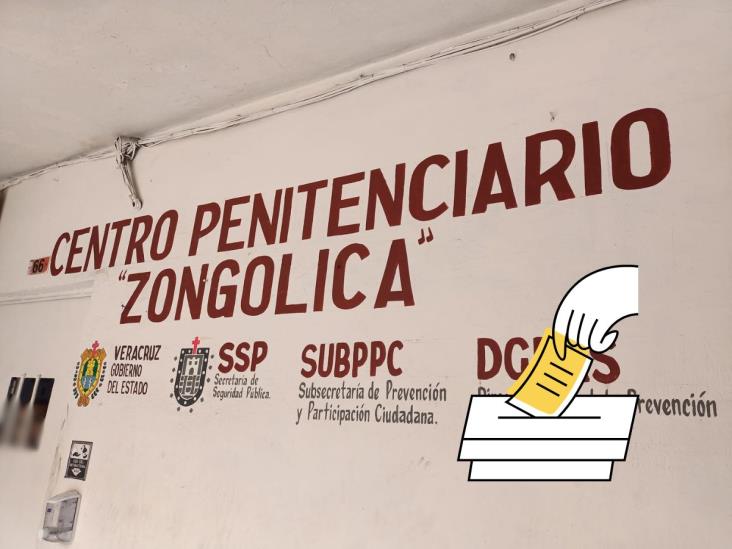 CENTRO PENITENCIARIO
66
"ZONGOLICA"
VERACRUZ
GOBIERNO
DEL ESTADO
SSP
Secretaría de
Seguridad Pública.
SUBPPC
Subsecretaría de Prevención
y Participación Ciudadana.
Prevención